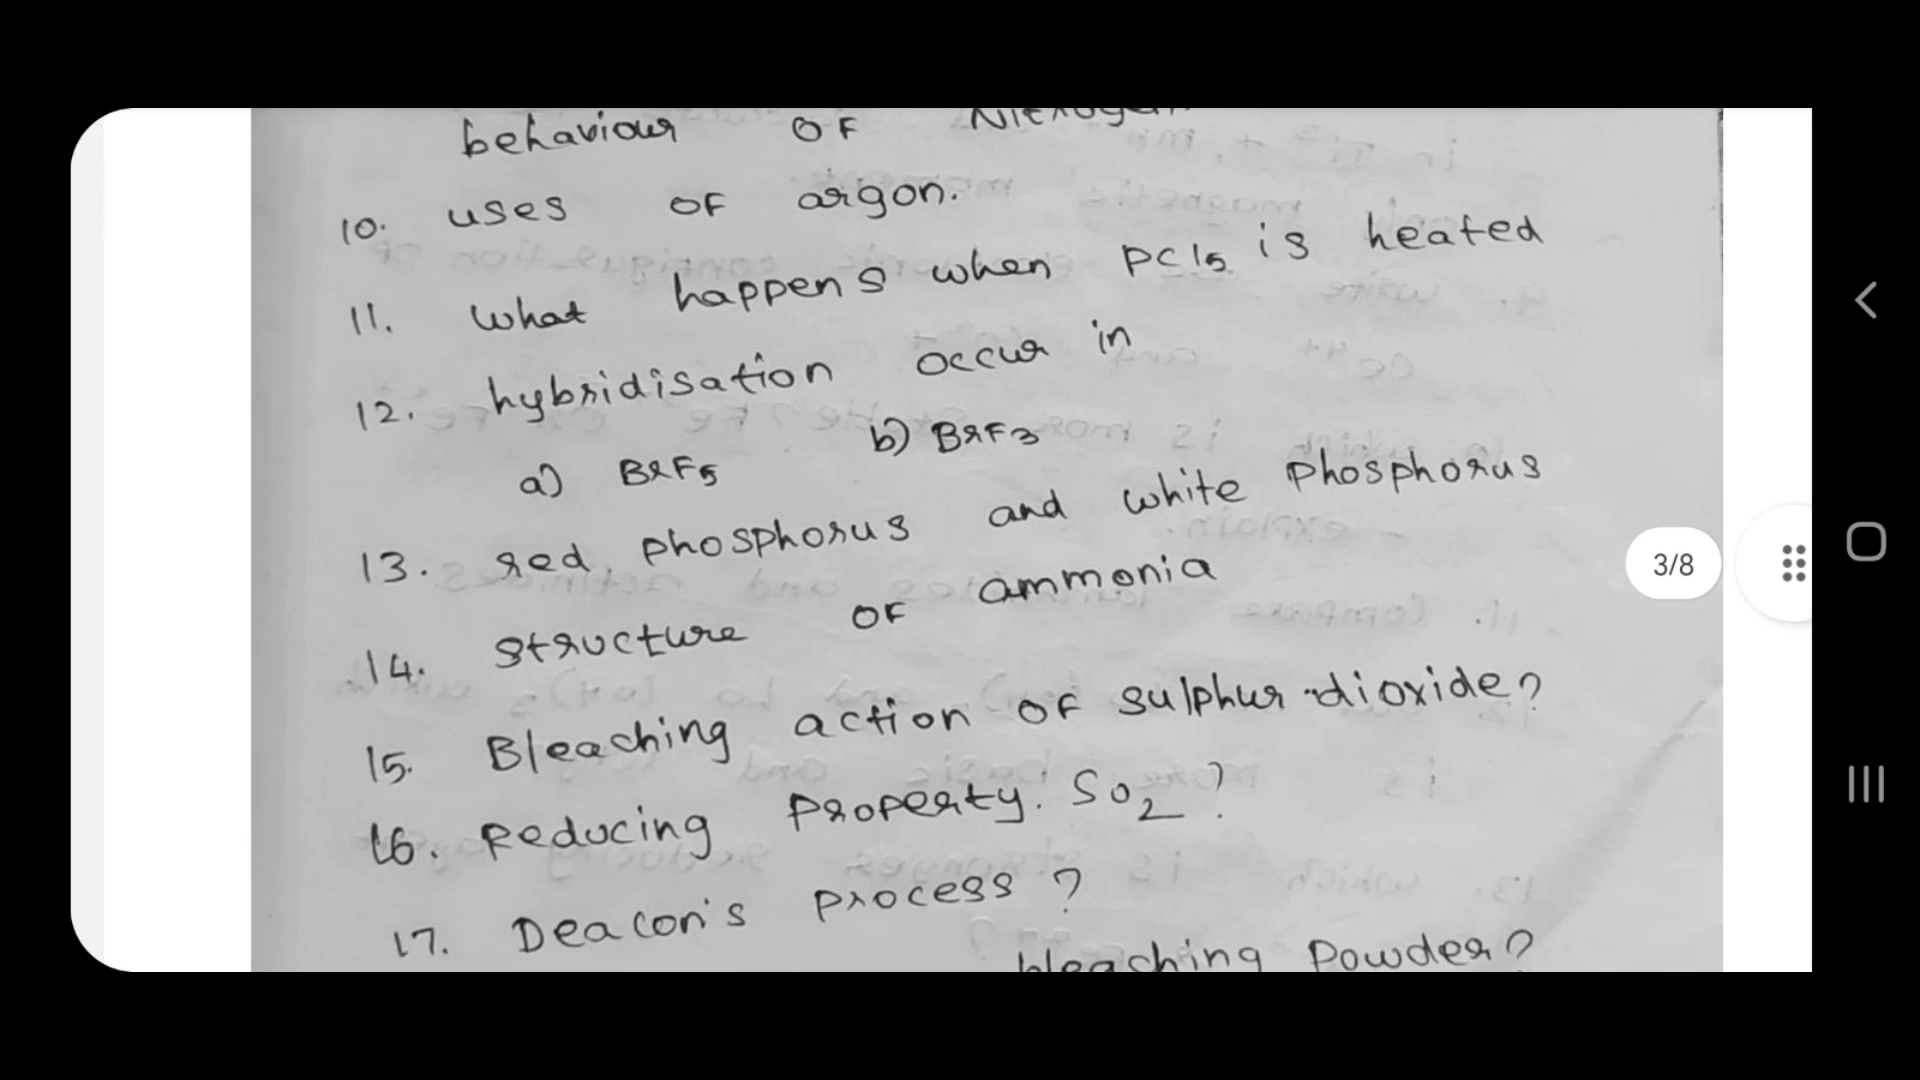 behaviour OF
10. uses OF argon.
11. What happens when PCl5 is heated
12. hybridisation occur in
a) BrF5 b) BrF3
13. red phosphorus and white phosphorus
14. structure OF ammonia
15. Bleaching action OF sulphur dioxide?
16. Reducing Property. SO2?
17. Deacon's process?
bleaching Powder?
3/8